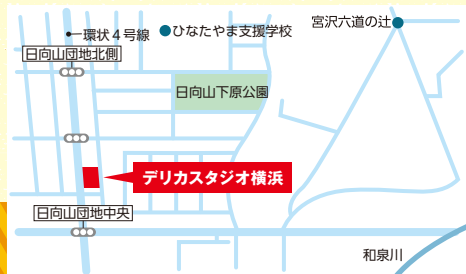 環状4号線
ひなたやま支援学校
宮沢六道の辻
日向山団地北側
日向山下原公園
デリカスタジオ横浜
日向山団地中央
和泉川